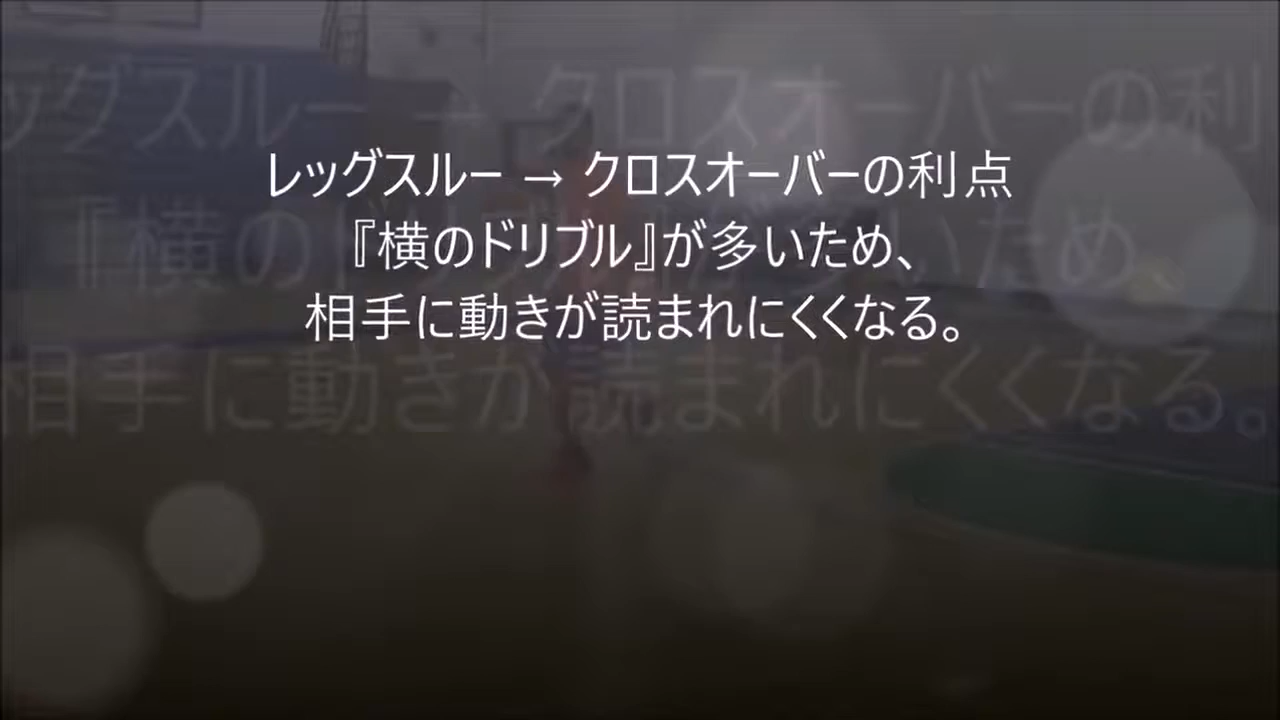 レッグスルー → クロスオーバーの利点
『横のドリブル』が多いため、
相手に動きが読まれにくくなる。